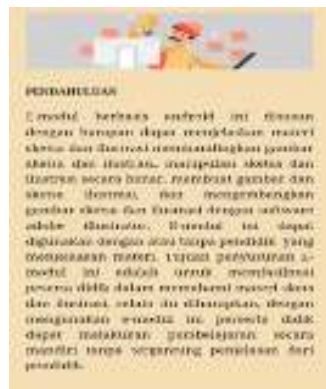 PENDAHULUAN
E-modul berbasis android ini disusun
dengan harapan dapat menjelaskan materi
sketsa dan ilustrasi membandingkan gambar
sketsa dan ilustrasi, manipulasi sketsa dan
ilustrasi secara benar, membuat gambar dan
sketsa ilustrasi, dan mengembangkan
gambar sketsa dan ilustrasi dengan software
adobe illustrator. E-modul ini dapat
digunakan dengan atau tanpa pendidik yang
menjelaskan materi. Tujuan penyusunan e-
modul ini adalah untuk memfasilitasi
peserta didik dalam memahami materi sketsa
dan ilustrasi, selain itu diharapkan, dengan
menggunakan e-modul ini peserta didik
dapat melakukan pembelajaran secara
mandiri tanpa tergantung penjelasan dari
pendidik.